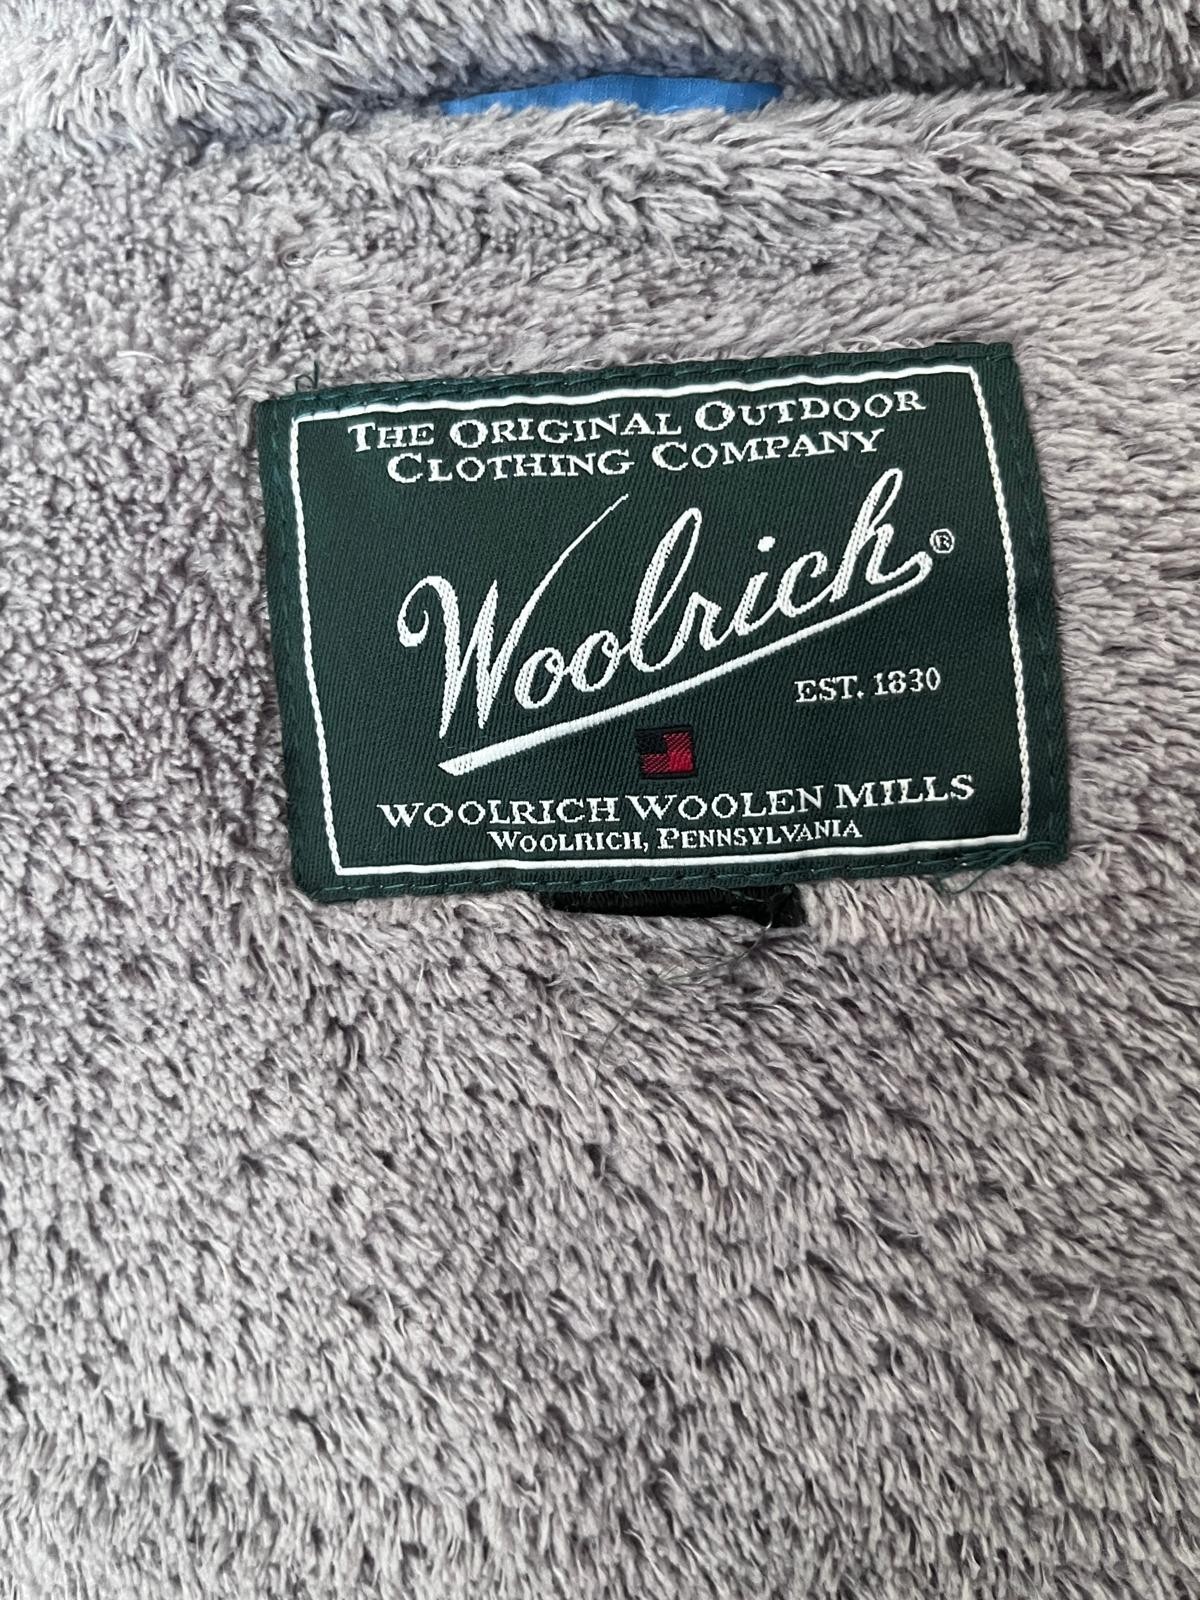 THE ORIGINAL OUTDOOR
CLOTHING COMPANY
Woolrich®
EST. 1830
WOOLRICH WOOLEN MILLS
WOOLRICH, PENNSYLVANIA